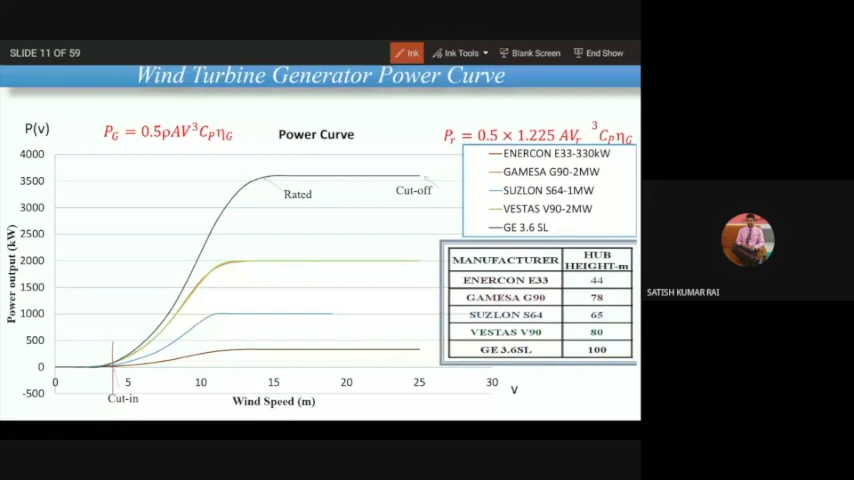 SLIDE 11 OF 59
Ink
Ink Tools
Blank Screen
End Show
Wind Turbine Generator Power Curve
P(v)
P_G = 0.5ρAV³C_Pη_G
Power Curve
P_r = 0.5 × 1.225 AV_r ³C_Pη_G
4000
3500
3000
2500
2000
1500
1000
500
0
-500
Power output (kW)
Rated
Cut-off
Cut-in
0 5 10 15 20 25 30
V
Wind Speed (m)
ENERCON E33-330kW
GAMESA G90-2MW
SUZLON S64-1MW
VESTAS V90-2MW
GE 3.6 SL
MANUFACTURER HUB HEIGHT-m
ENERCON E33 44
GAMESA G90 78
SUZLON S64 65
VESTAS V90 80
GE 3.6SL 100
SATISH KUMAR RAI